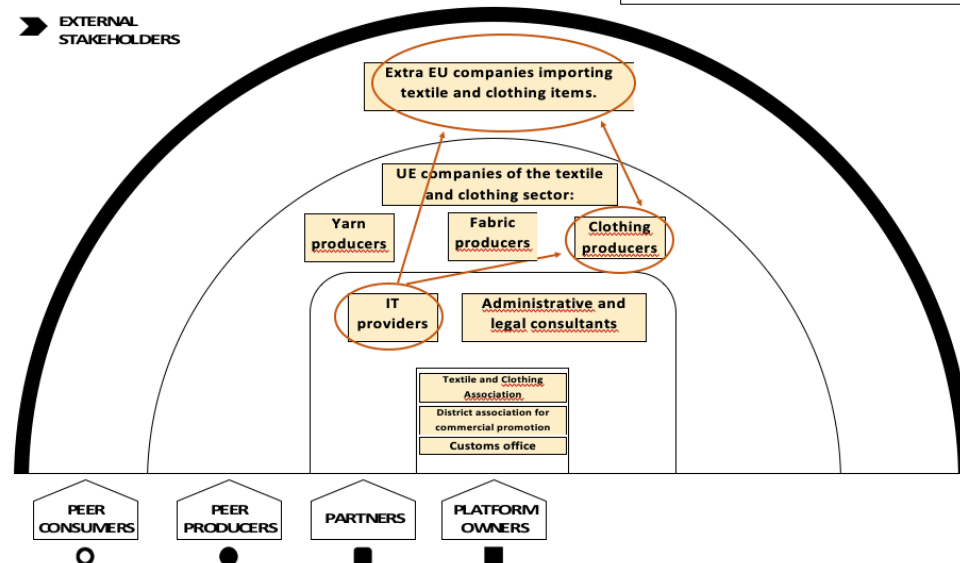 EXTERNAL
STAKEHOLDERS
Extra EU companies importing
textile and clothing items.
UE companies of the textile
and clothing sector:
Yarn
producers
Fabric
producers
Clothing
producers
IT
providers
Administrative and
legal consultants
Textile and Clothing
Association
District association for
commercial promotion
Customs office
PEER
CONSUMERS
PEER
PRODUCERS
PARTNERS
PLATFORM
OWNERS